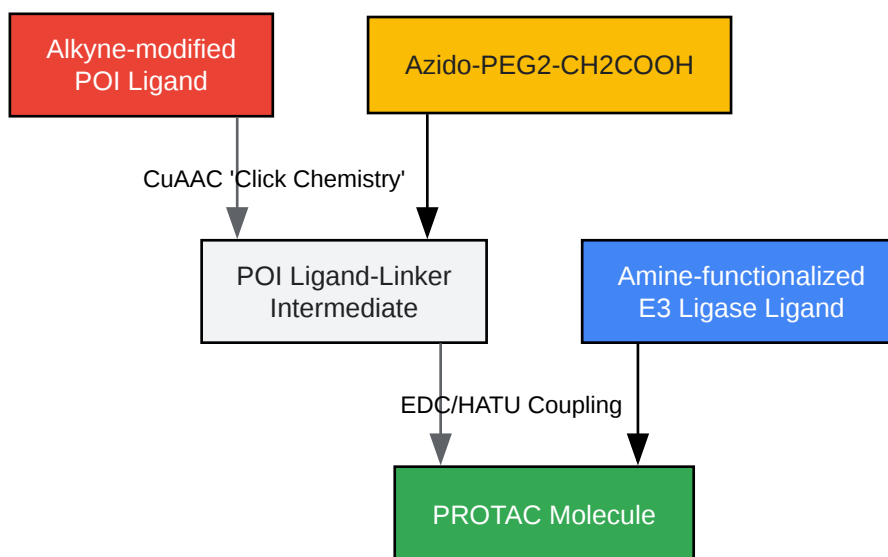 Alkyne-modified
POI Ligand
Azido-PEG2-CH2COOH
CuAAC 'Click Chemistry'
POI Ligand-Linker
Intermediate
Amine-functionalized
E3 Ligase Ligand
EDC/HATU Coupling
PROTAC Molecule